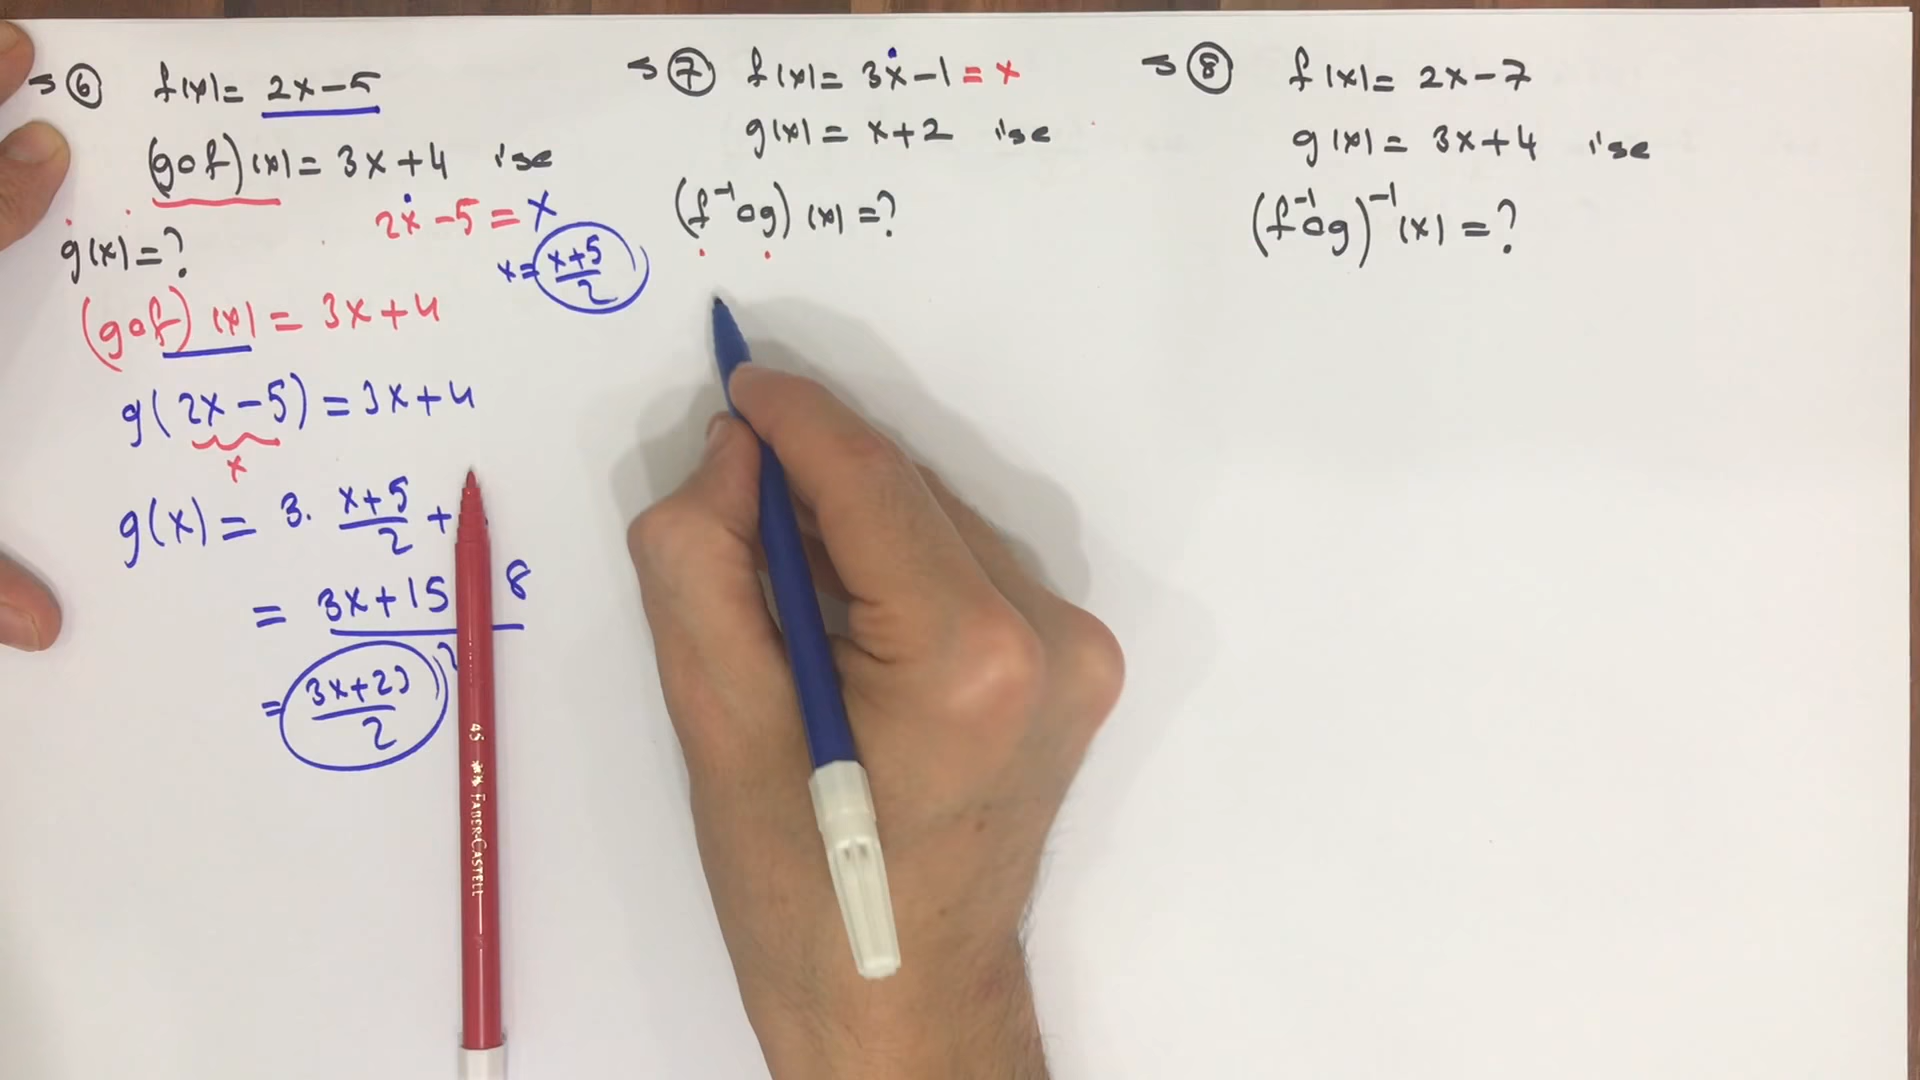 → ⑥ f(x) = 2x-5
(gof)(x) = 3x+4 ise
g(x) = ?
2x-5 = x
x = x+5/2
(gof)(x) = 3x+4
g(2x-5) = 3x+4
x
g(x) = 3. x+5/2 +
= 3x+15 8
2
= 3x+23/2
→ ⑦ f(x) = 3x-1 = x
g(x) = x+2 ise
(f⁻¹og)(x) = ?
→ ⑧ f(x) = 2x-7
g(x) = 3x+4 ise
(f⁻¹og)⁻¹(x) = ?
45 FABER-CASTELL